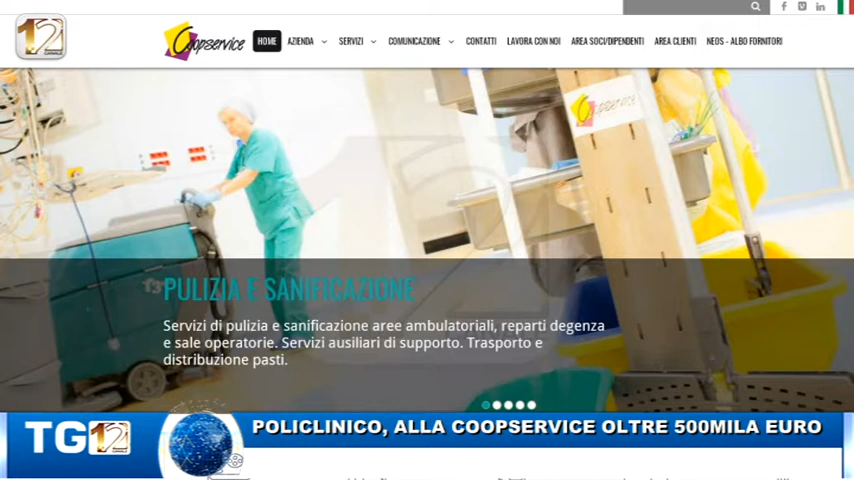 12
Coopservice
HOME AZIENDA SERVIZI COMUNICAZIONE CONTATTI LAVORA CON NOI AREA SOCI/DIPENDENTI AREA CLIENTI NEOS - ALBO FORNITORI
Coopservice
PULIZIA E SANIFICAZIONE
Servizi di pulizia e sanificazione aree ambulatoriali, reparti degenza
e sale operatorie. Servizi ausiliari di supporto. Trasporto e
distribuzione pasti.
TG12
POLICLINICO, ALLA COOPSERVICE OLTRE 500MILA EURO